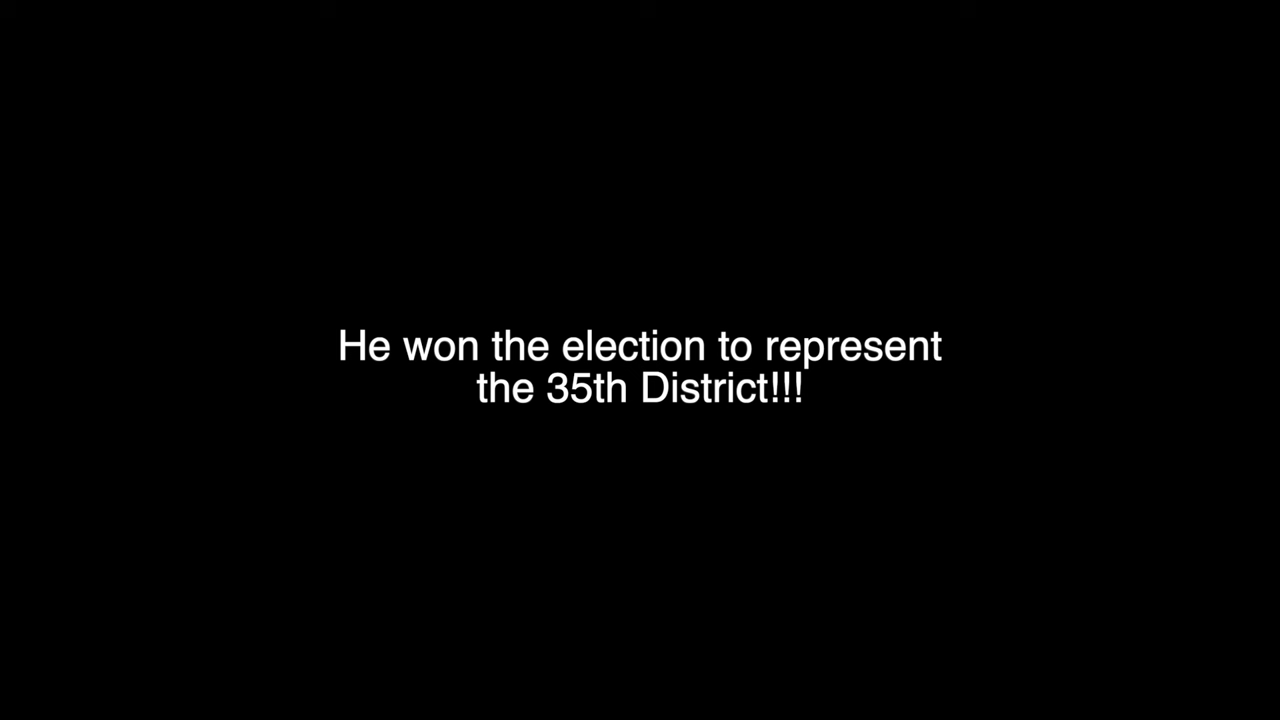 He won the election to represent
the 35th District!!!